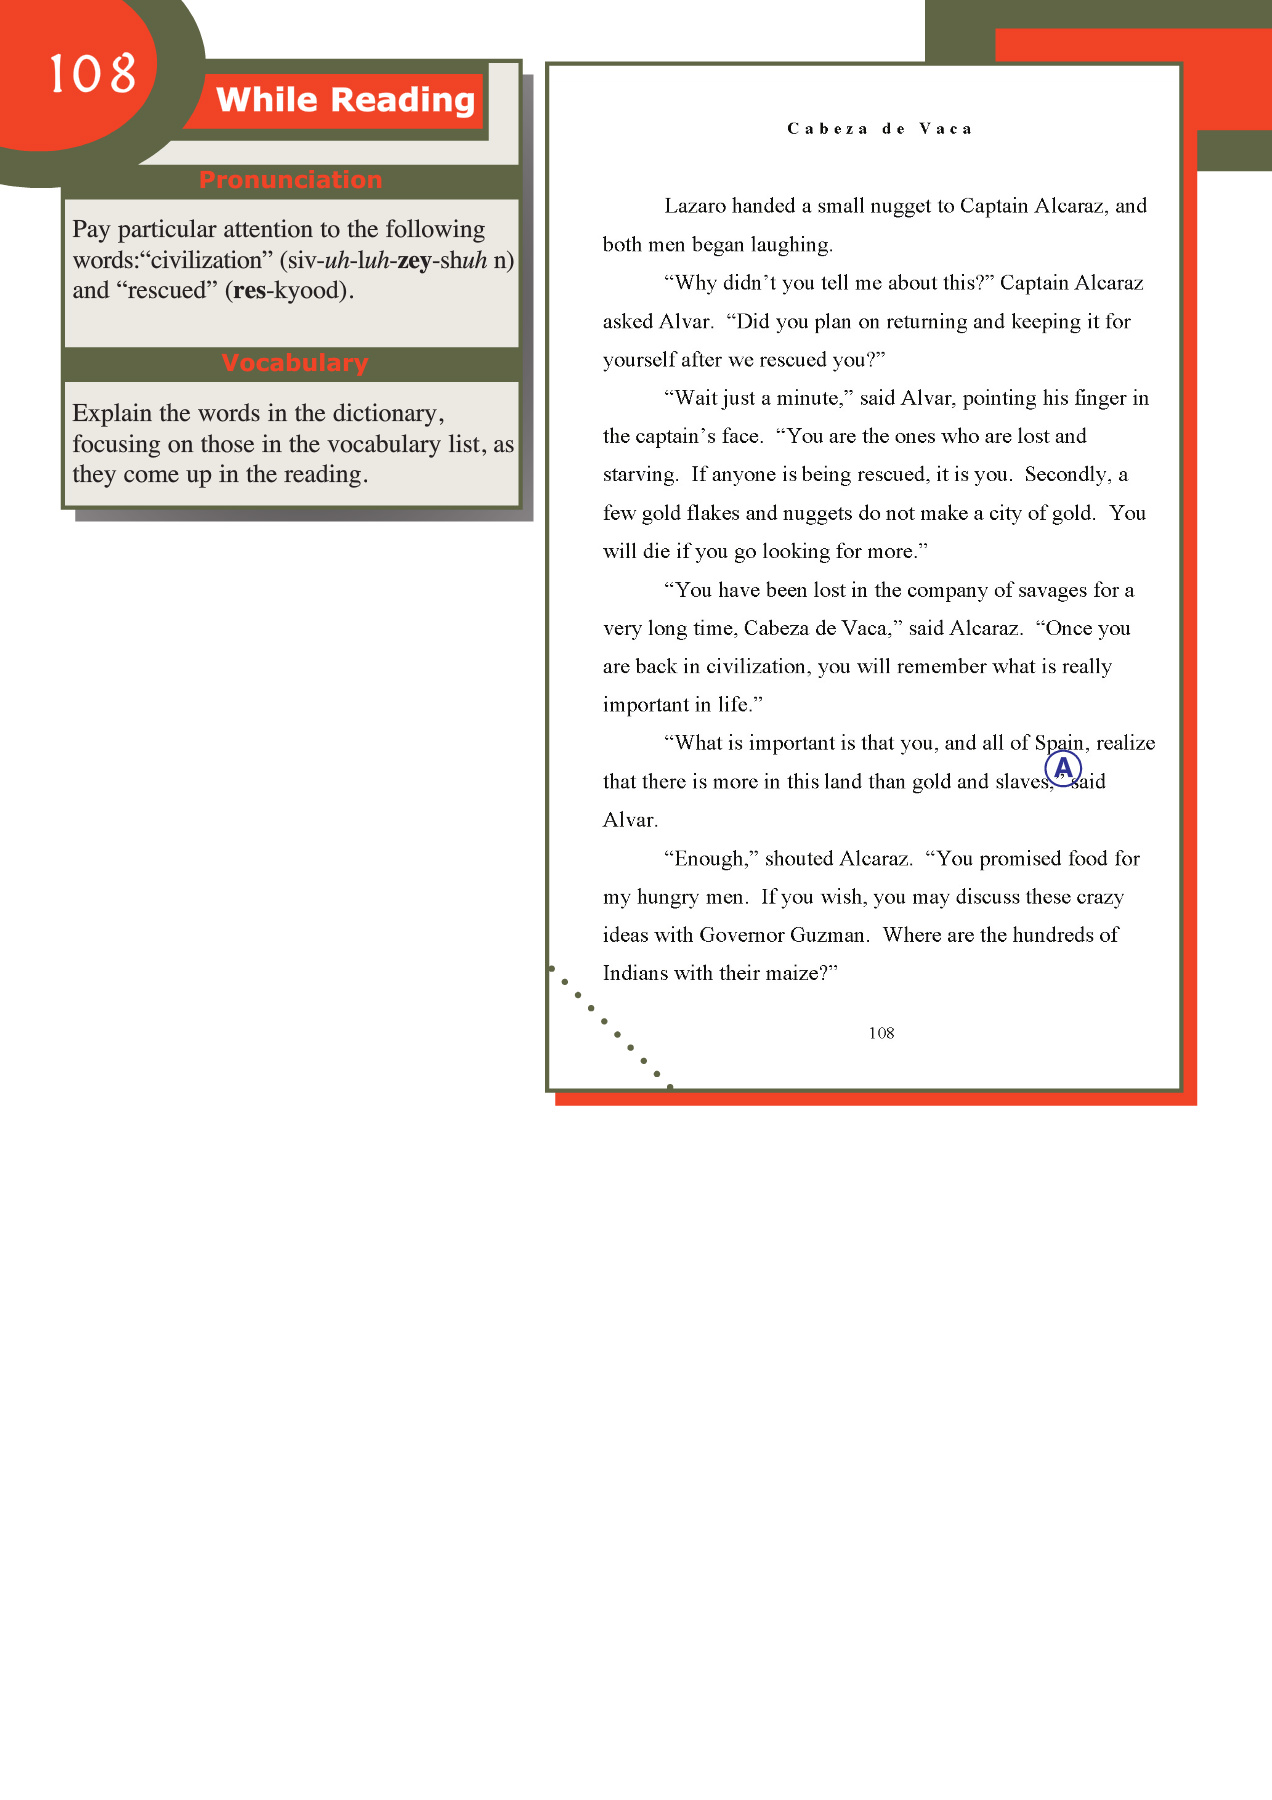 108
While Reading
Pronunciation
Pay particular attention to the following
words:“civilization” (siv-uh-luh-zey-shuh n)
and “rescued” (res-kyood).
Vocabulary
Explain the words in the dictionary,
focusing on those in the vocabulary list, as
they come up in the reading.
Cabeza de Vaca
Lazaro handed a small nugget to Captain Alcaraz, and
both men began laughing.
“Why didn’t you tell me about this?” Captain Alcaraz
asked Alvar.  “Did you plan on returning and keeping it for
yourself after we rescued you?”
“Wait just a minute,” said Alvar, pointing his finger in
the captain’s face.  “You are the ones who are lost and
starving.  If anyone is being rescued, it is you.  Secondly, a
few gold flakes and nuggets do not make a city of gold.  You
will die if you go looking for more.”
“You have been lost in the company of savages for a
very long time, Cabeza de Vaca,” said Alcaraz.  “Once you
are back in civilization, you will remember what is really
important in life.”
“What is important is that you, and all of Spain, realize
A
that there is more in this land than gold and slaves,” said
Alvar.
“Enough,” shouted Alcaraz.  “You promised food for
my hungry men.  If you wish, you may discuss these crazy
ideas with Governor Guzman.  Where are the hundreds of
Indians with their maize?”
108